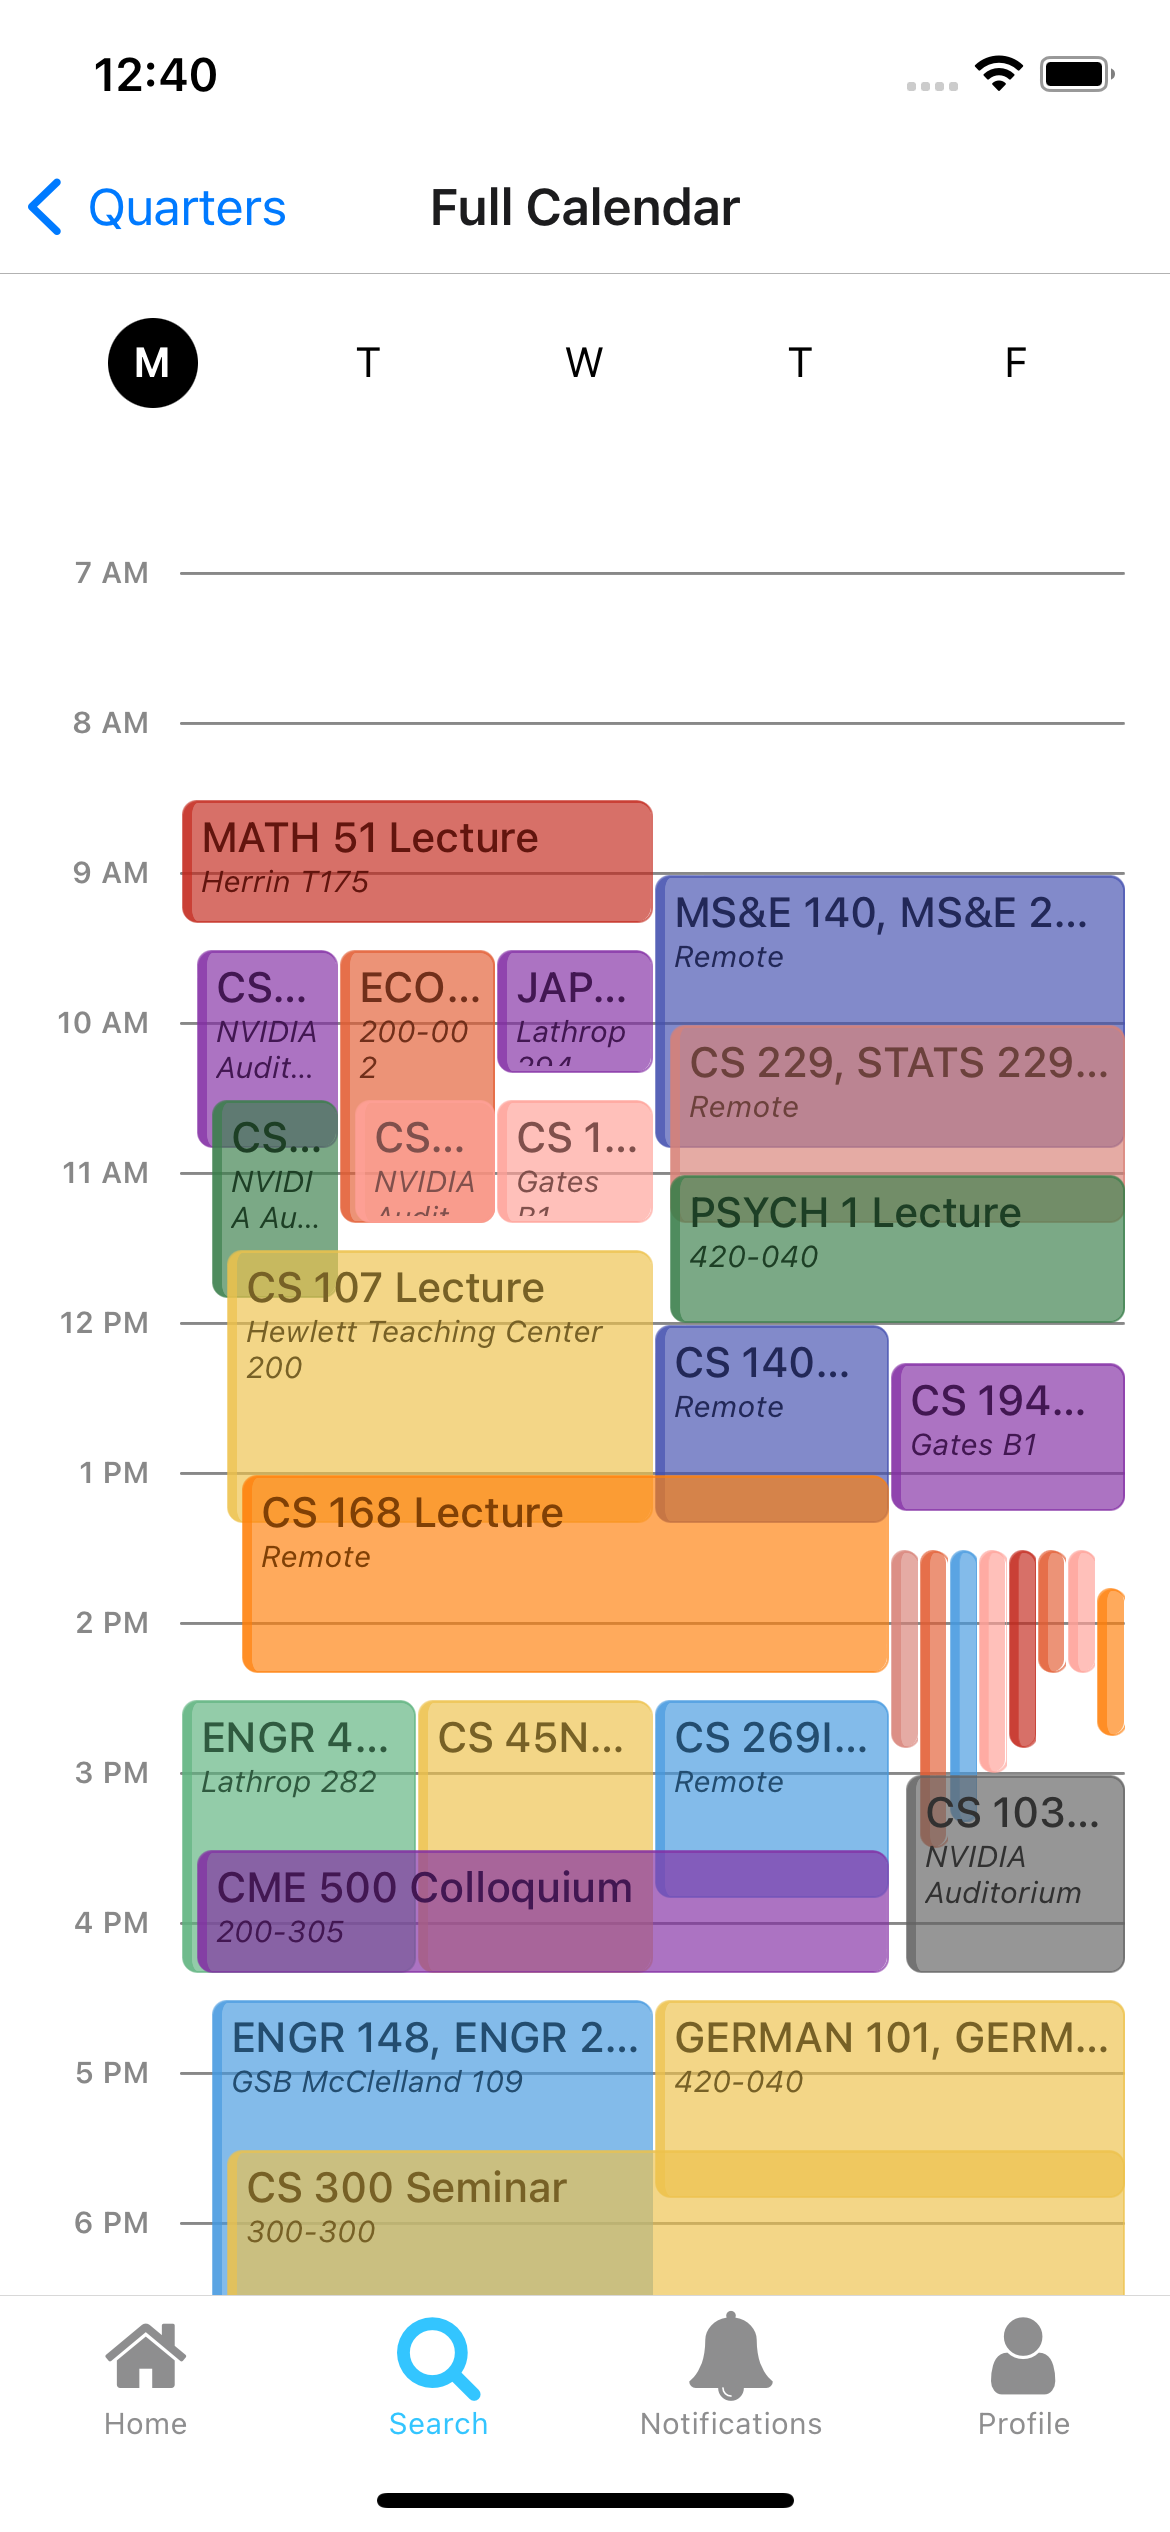 12:40
Quarters
Full Calendar
M T W T F
7 AM
8 AM
MATH 51 Lecture
Herrin T175
9 AM
MS&E 140, MS&E 2...
Remote
CS...
NVIDIA
Audit...
ECO...
200-00
2
JAP...
Lathrop
294
10 AM
CS 229, STATS 229...
Remote
CS...
NVIDI
A Au...
CS...
NVIDIA
Audit
CS 1...
Gates
B1
11 AM
PSYCH 1 Lecture
420-040
CS 107 Lecture
Hewlett Teaching Center
200
12 PM
CS 140...
Remote
CS 194...
Gates B1
1 PM
CS 168 Lecture
Remote
2 PM
ENGR 4...
Lathrop 282
CS 45N...
CS 269I...
Remote
3 PM
CS 103...
NVIDIA
Auditorium
CME 500 Colloquium
200-305
4 PM
ENGR 148, ENGR 2...
GSB McClelland 109
GERMAN 101, GERM...
420-040
5 PM
CS 300 Seminar
300-300
6 PM
Home
Search
Notifications
Profile